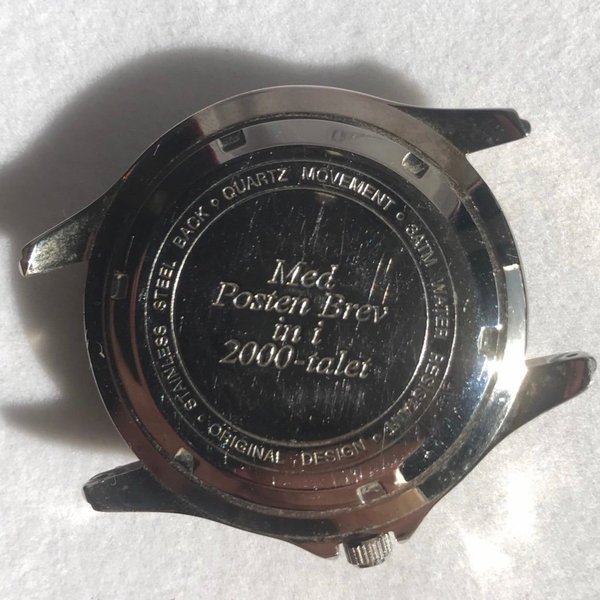 Med
Posten Brev
in i
2000-talet
STAINLESS STEEL BACK • QUARTZ MOVEMENT • 3ATM WATER RESISTANT • ORIGINAL DESIGN •